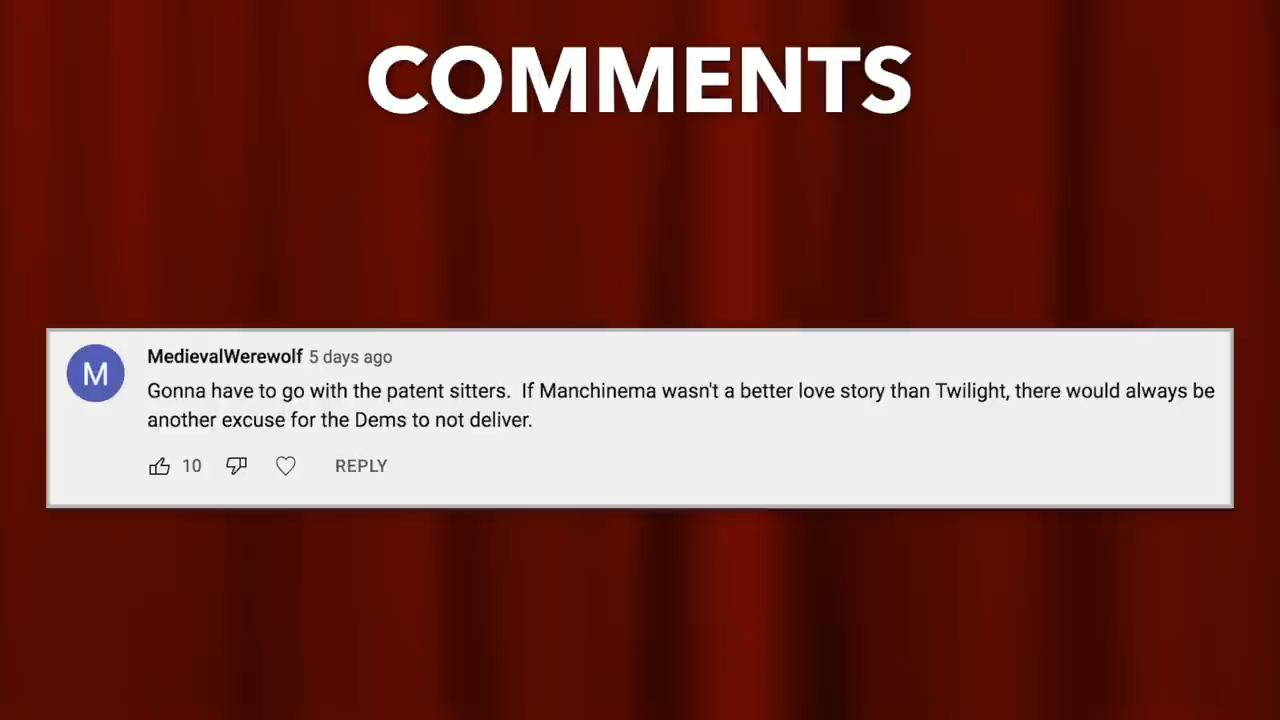 COMMENTS
MedievalWerewolf 5 days ago
Gonna have to go with the patent sitters.  If Manchinema wasn't a better love story than Twilight, there would always be
another excuse for the Dems to not deliver.
10 REPLY
M